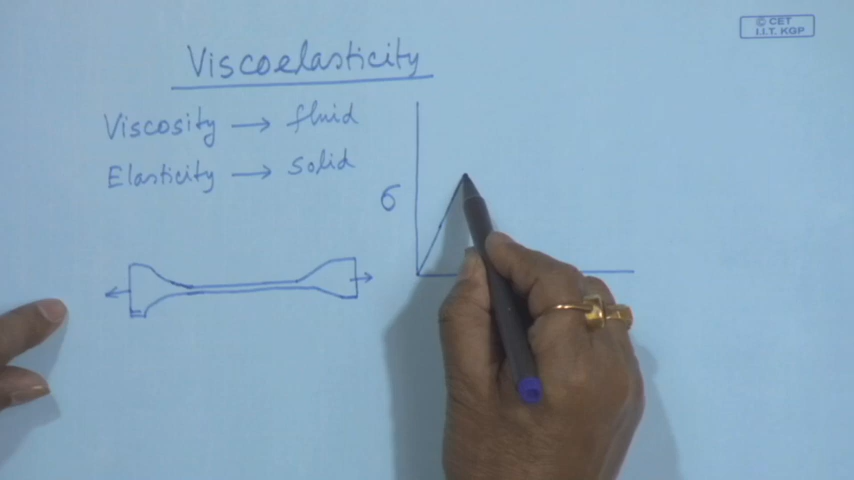 © CET
I.I.T. KGP
Viscoelasticity
Viscosity → fluid
Elasticity → Solid
σ